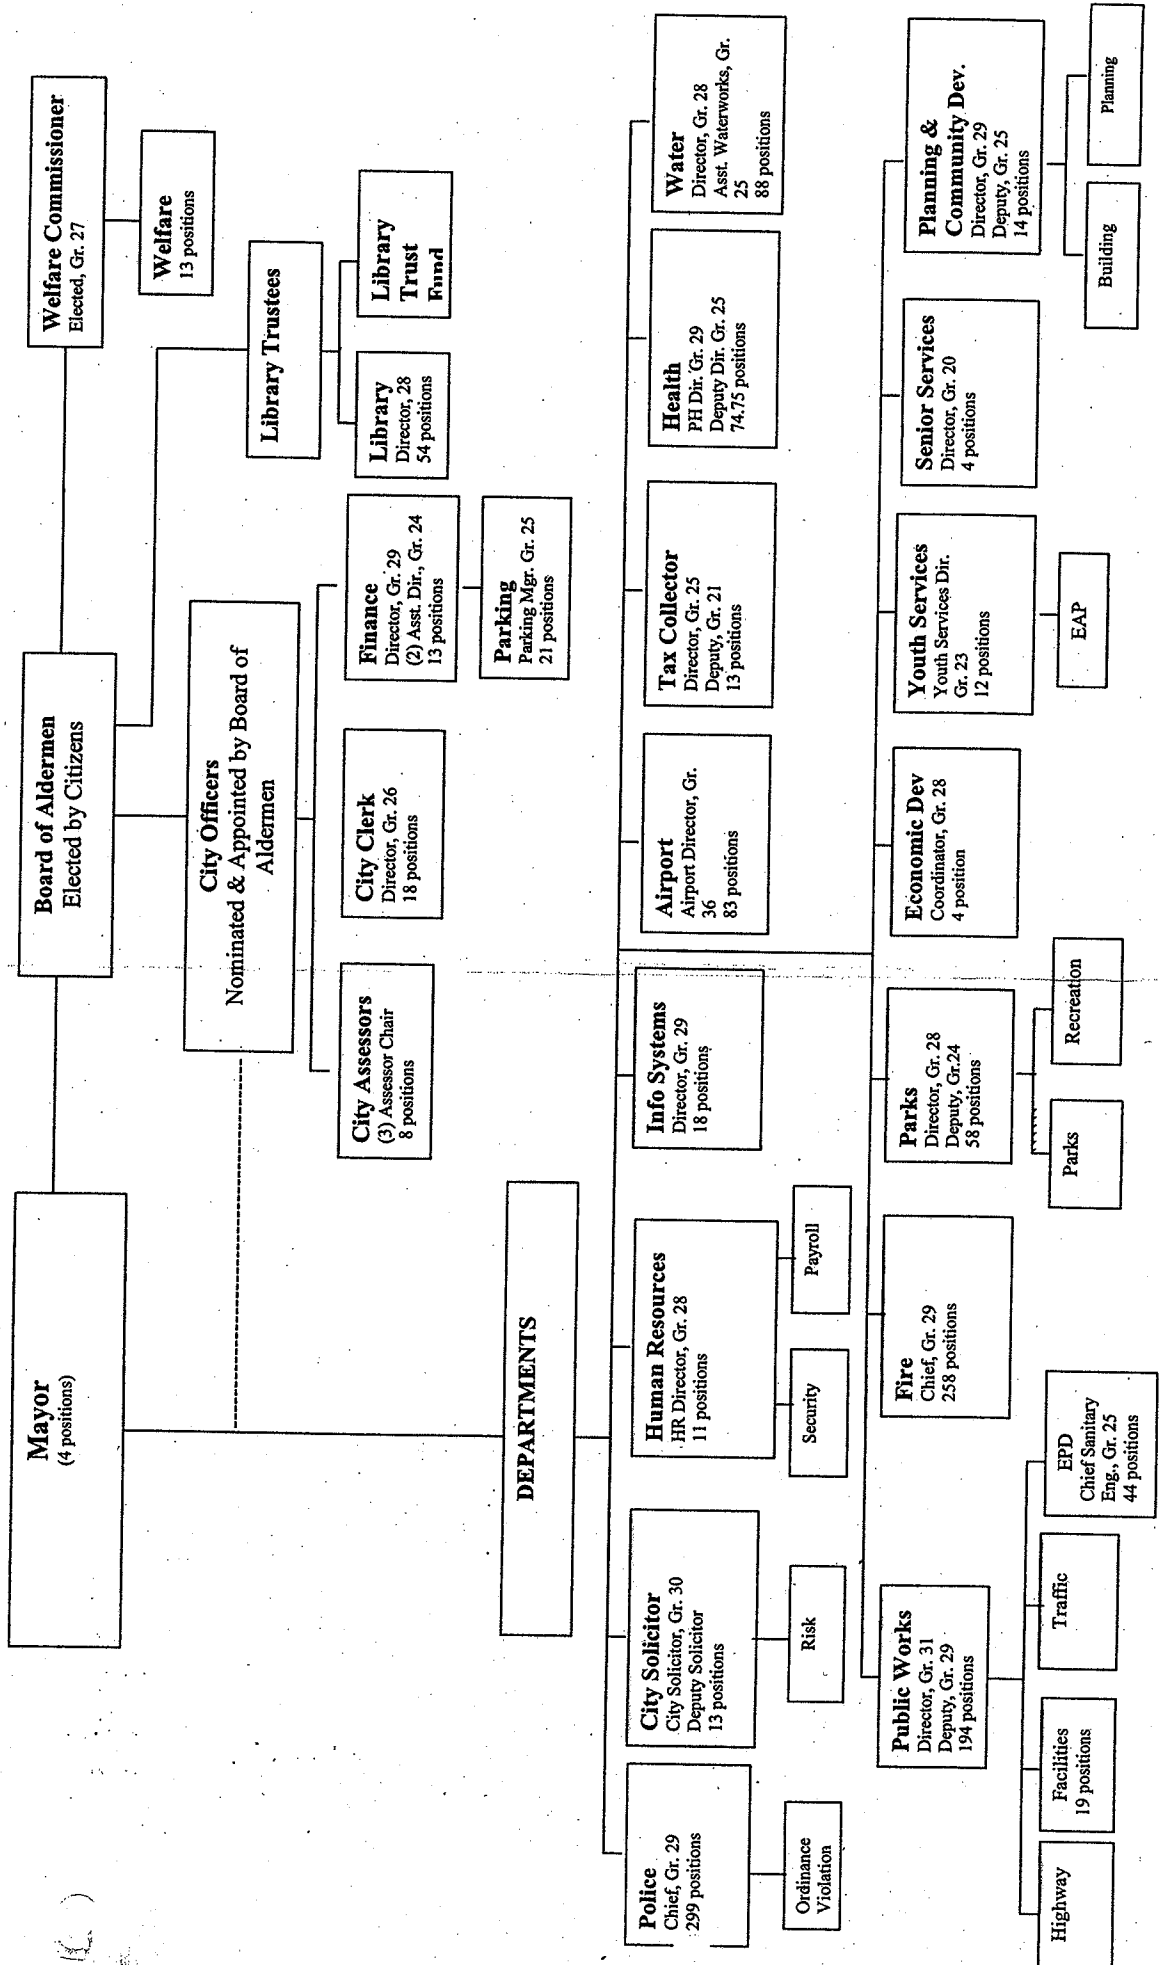 Mayor
(4 positions)
Board of Aldermen
Elected by Citizens
Welfare Commissioner
Elected, Gr. 27
Welfare
13 positions
City Officers
Nominated & Appointed by Board of
Aldermen
Library Trustees
City Assessors
(3) Assessor Chair
8 positions
City Clerk
Director, Gr. 26
18 positions
Finance
Director, Gr. 29
(2) Asst. Dir., Gr. 24
13 positions
Library
Director, 28
54 positions
Library
Trust
Fund
Parking
Parking Mgr. Gr. 25
21 positions
DEPARTMENTS
Police
Chief, Gr. 29
299 positions
City Solicitor
City Solicitor, Gr. 30
Deputy Solicitor
13 positions
Human Resources
HR Director, Gr. 28
11 positions
Info Systems
Director, Gr. 29
18 positions
Airport
Airport Director, Gr.
36
83 positions
Tax Collector
Director, Gr. 25
Deputy, Gr. 21
13 positions
Health
PH Dir. Gr. 29
Deputy Dir. Gr. 25
74.75 positions
Water
Director, Gr. 28
Asst. Waterworks, Gr.
25
88 positions
Ordinance
Violation
Risk
Security
Payroll
Public Works
Director, Gr. 31
Deputy, Gr. 29
194 positions
Fire
Chief, Gr. 29
258 positions
Parks
Director, Gr. 28
Deputy, Gr.24
58 positions
Economic Dev
Coordinator, Gr. 28
4 position
Youth Services
Youth Services Dir.
Gr. 23
12 positions
Senior Services
Director, Gr. 20
4 positions
Planning &
Community Dev.
Director, Gr. 29
Deputy, Gr. 25
14 positions
Highway
Facilities
19 positions
Traffic
EPD
Chief Sanitary
Eng., Gr. 25
44 positions
Parks
Recreation
EAP
Building
Planning